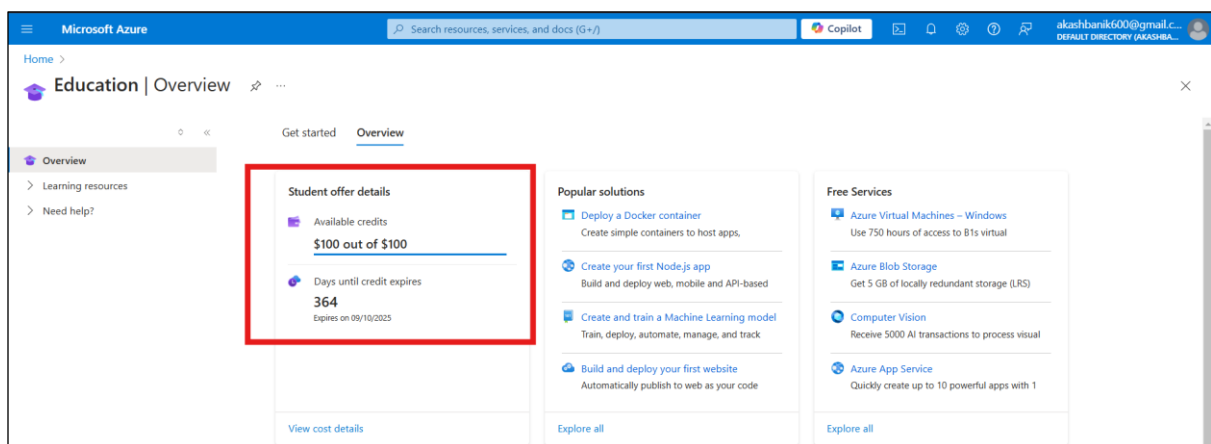 Microsoft Azure
Search resources, services, and docs (G+/)
Copilot
akashbanik600@gmail.c...
DEFAULT DIRECTORY (AKASHBA...
Home >
Education | Overview
...
Get started Overview
Overview
Learning resources
Need help?
Student offer details
Available credits
$100 out of $100
Days until credit expires
364
Expires on 09/10/2025
View cost details
Popular solutions
Deploy a Docker container
Create simple containers to host apps,
Create your first Node.js app
Build and deploy web, mobile and API-based
Create and train a Machine Learning model
Train, deploy, automate, manage, and track
Build and deploy your first website
Automatically publish to web as your code
Explore all
Free Services
Azure Virtual Machines – Windows
Use 750 hours of access to B1s virtual
Azure Blob Storage
Get 5 GB of locally redundant storage (LRS)
Computer Vision
Receive 5000 AI transactions to process visual
Azure App Service
Quickly create up to 10 powerful apps with 1
Explore all